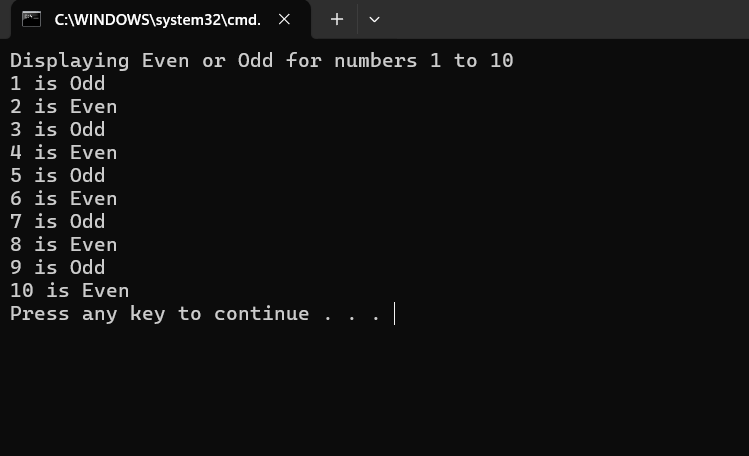 C:\WINDOWS\system32\cmd.
Displaying Even or Odd for numbers 1 to 10
1 is Odd
2 is Even
3 is Odd
4 is Even
5 is Odd
6 is Even
7 is Odd
8 is Even
9 is Odd
10 is Even
Press any key to continue . . .